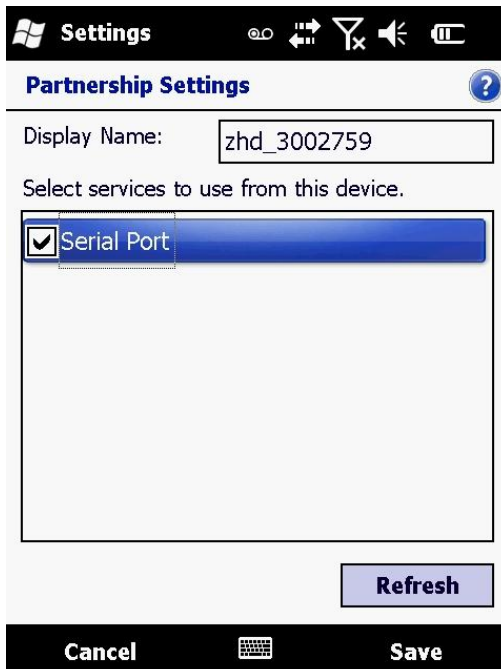 Settings
Partnership Settings
Display Name: zhd_3002759
Select services to use from this device.
Serial Port
Refresh
Cancel Save